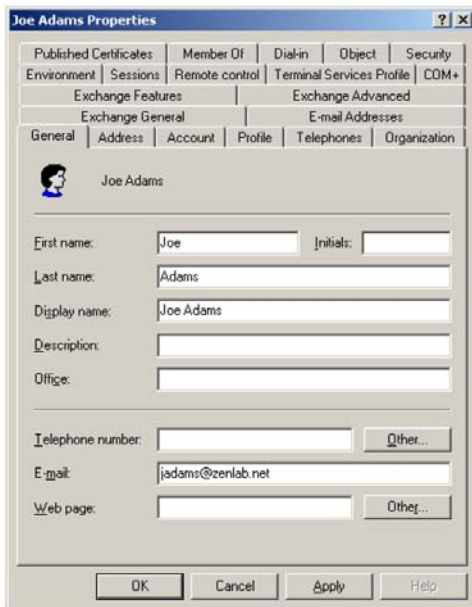 Joe Adams Properties
Published Certificates Member Of Dial-in Object Security
Environment Sessions Remote control Terminal Services Profile COM+
Exchange Features Exchange Advanced
Exchange General E-mail Addresses
General Address Account Profile Telephones Organization
Joe Adams
First name: Joe Initials:
Last name: Adams
Display name: Joe Adams
Description:
Office:
Telephone number: Other...
E-mail: jadams@zenlab.net
Web page: Other...
OK Cancel Apply Help